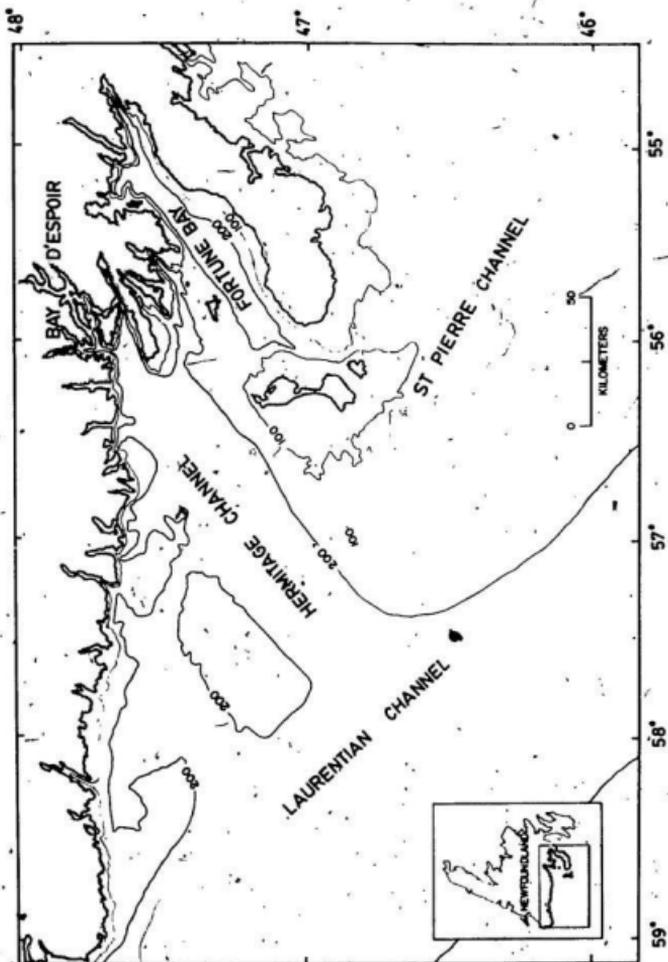 48°
47°
46°
55°
56°
57°
58°
59°
BAY D'ESPOIR
FORTUNE BAY
100
200
ST PIERRE CHANNEL
HERMITAGE CHANNEL
LAURENTIAN CHANNEL
100
200
100
200
200
0 50
KILOMETERS
NEWFOUNDLAND